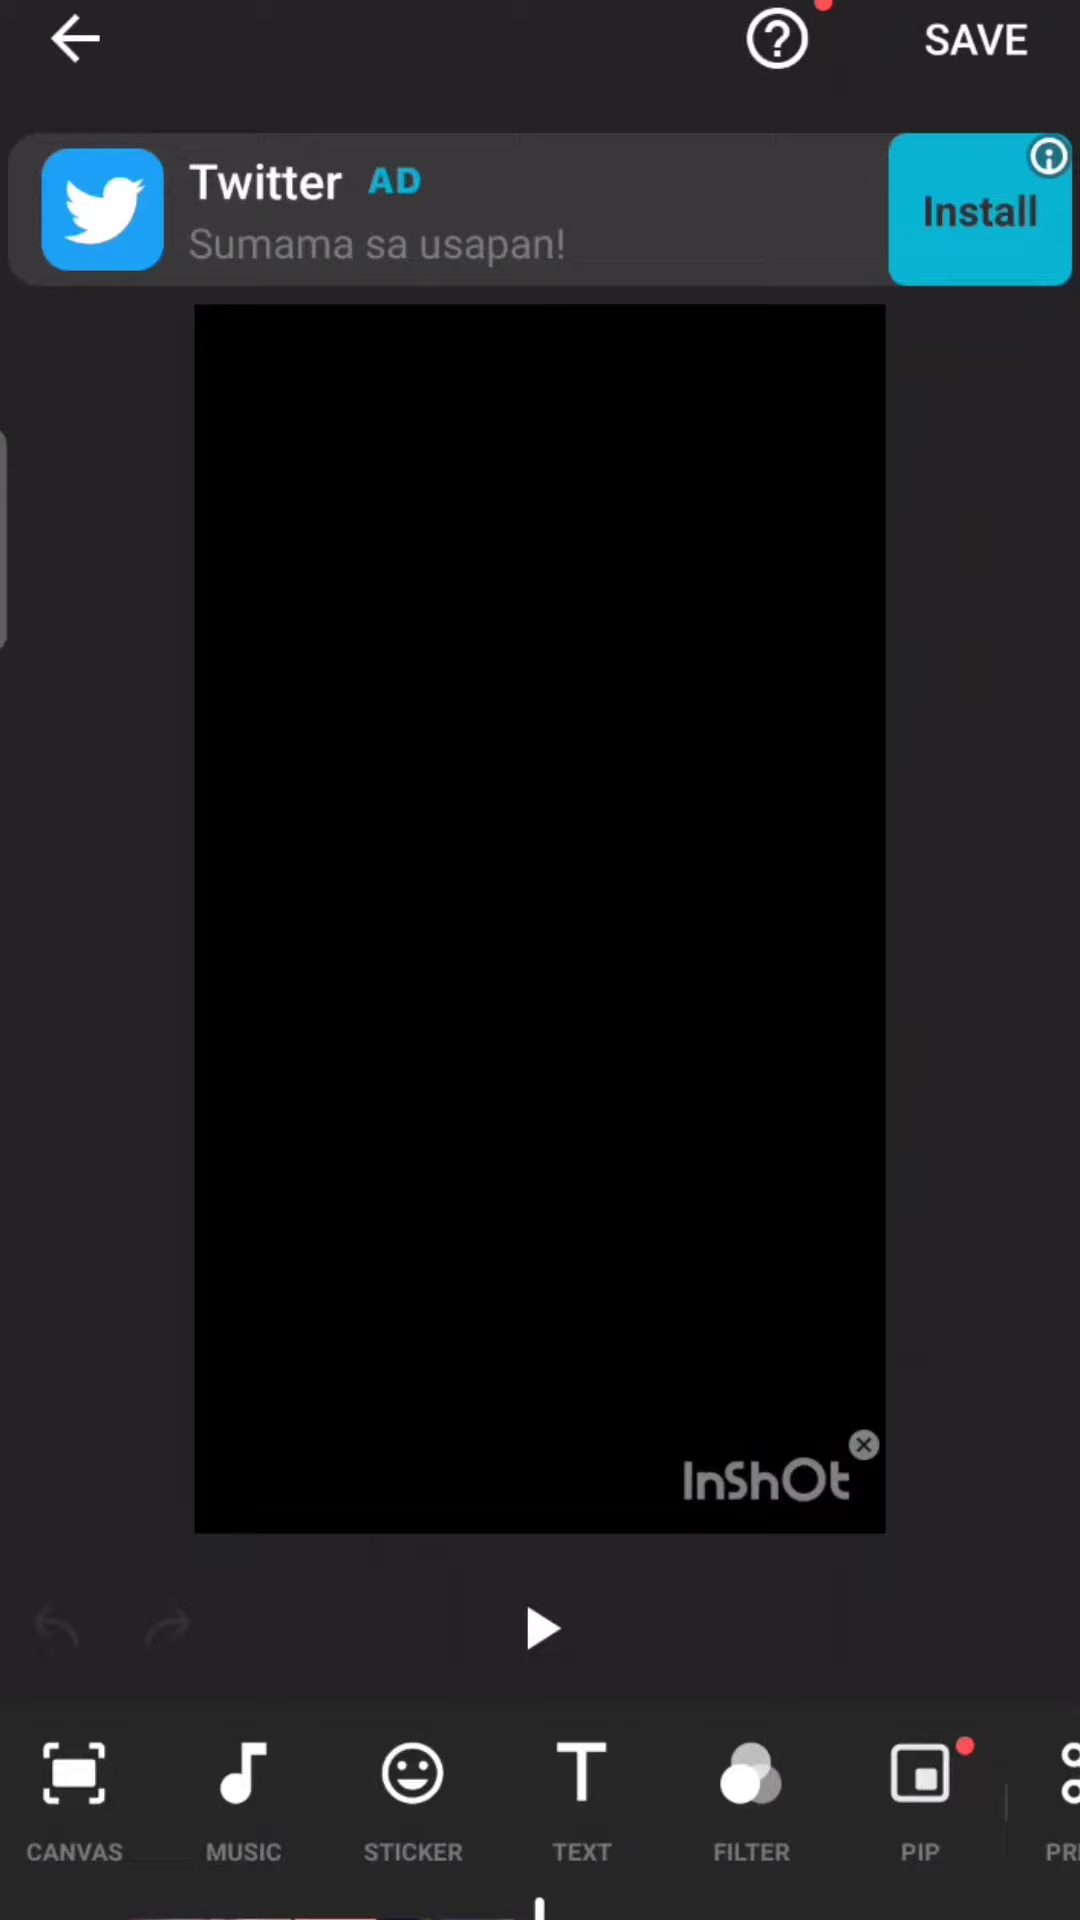 SAVE
Twitter AD
Sumama sa usapan!
Install
InShOt
CANVAS MUSIC STICKER TEXT FILTER PIP